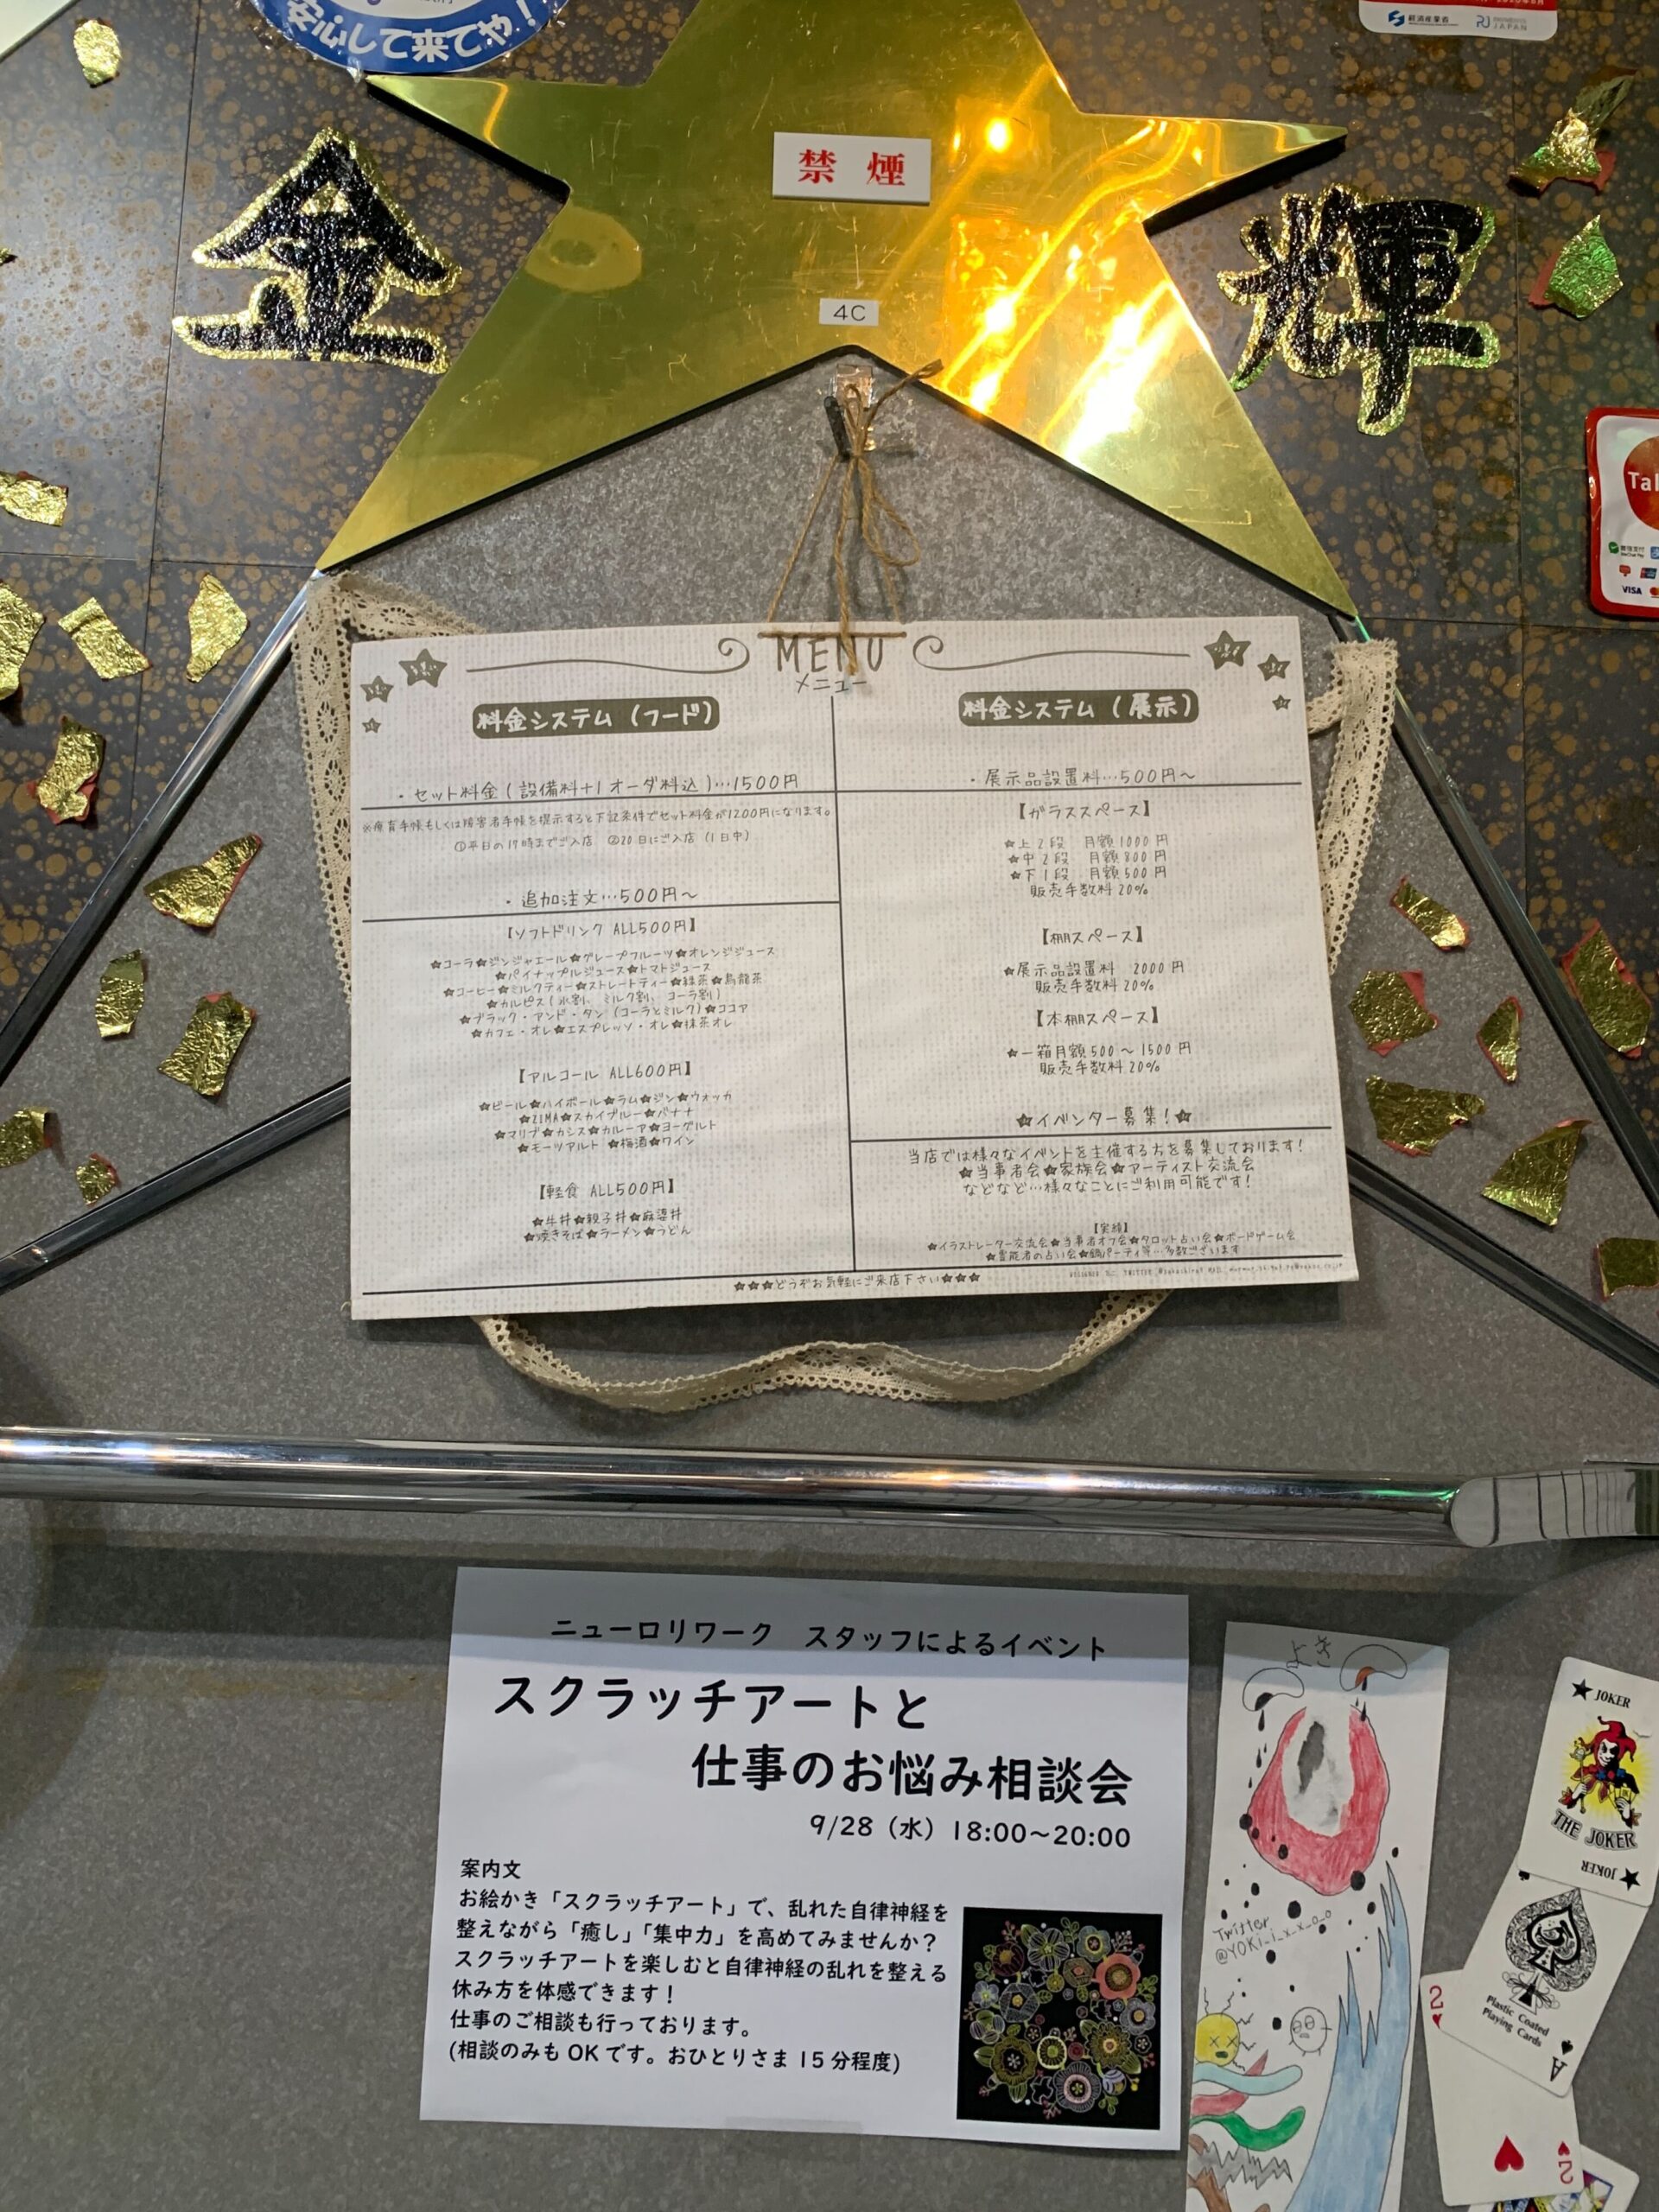 安心して来てや！
経済産業省
JAPAN
禁煙
金
輝
4C
VISA
MENU
メニュー
料金システム（フード）
・セット料金（設備料+1オーダ料込）…1500円
※療育手帳もしくは障害者手帳を提示すると下記条件でセット料金が1200円になります。
①平日の17時までご入店　②20日にご入店（1日中）
・追加注文…500円～
【ソフトドリンク ALL500円】
★コーラ★ジンジャエール★グレープフルーツ★オレンジジュース
★パイナップルジュース★トマトジュース
★コーヒー★ミルクティー★ストレートティー★緑茶★烏龍茶
★カルピス（水割、ミルク割、コーラ割）
★ブラック・アンド・タン（コーラとミルク）★ココア
★カフェ・オレ★エスプレッソ・オレ★抹茶オレ
【アルコール ALL600円】
★ビール★ハイボール★ラム★ジン★ウォッカ
★ZIMA★スカイブルー★バナナ
★マリブ★カシス★カルーア★ヨーグルト
★モーツアルト ★梅酒★ワイン
【軽食 ALL500円】
★牛丼★親子丼★麻婆丼
★焼きそば★ラーメン★うどん
料金システム（展示）
・展示品設置料…500円～
【ガラススペース】
★上2段　月額1000円
★中2段　月額800円
★下1段　月額500円
販売手数料20%
【棚スペース】
★展示品設置料　2000円
販売手数料20%
【本棚スペース】
★一箱月額500～1500円
販売手数料20%
★イベンター募集！★
当店では様々なイベントを主催する方を募集しております！
★当事者会★家族会★アーティスト交流会
などなど…様々なことにご利用可能です！
【実績】
★イラストレーター交流会★当事者オフ会★タロット占い会★ボードゲーム会
★霊能者の占い会★鍋パーティ等…多数ございます
★★★どうぞお気軽にご来店下さい★★★
ニューロリワーク　スタッフによるイベント
スクラッチアートと
仕事のお悩み相談会
9/28（水）18:00～20:00
案内文
お絵かき「スクラッチアート」で、乱れた自律神経を
整えながら「癒し」「集中力」を高めてみませんか？
スクラッチアートを楽しむと自律神経の乱れを整える
休み方を体感できます！
仕事のご相談も行っております。
(相談のみも OK です。おひとりさま 15 分程度)
よき
Twitter
@YOKI_i_x_x_o_o
JOKER
THE JOKER
JOKER
Plastic Coated
Playing Cards
A
2
2